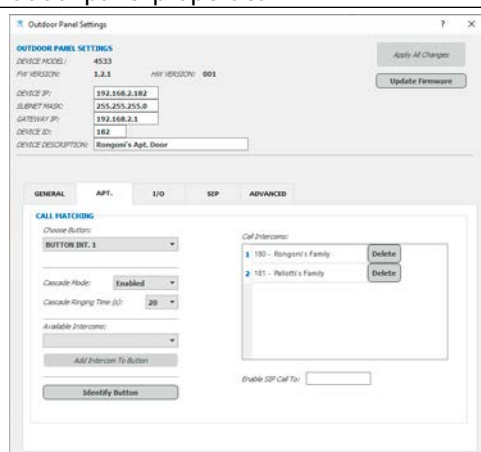 Outdoor Panel Settings ? ×
OUTDOOR PANEL SETTINGS
DEVICE MODEL: 4533
FW VERSION: 1.2.1 HW VERSION: 001
Apply All Changes
Update Firmware
DEVICE IP: 192.168.2.182
SUBNET MASK: 255.255.255.0
GATEWAY IP: 192.168.2.1
DEVICE ID: 182
DEVICE DESCRIPTION: Rongoni's Apt. Door
GENERAL APT. I/O SIP ADVANCED
CALL MATCHING
Choose Button:
BUTTON INT. 1
Call Intercoms:
1 180 - Rongoni's Family Delete
2 181 - Paliotti's Family Delete
Cascade Mode: Enabled
Cascade Ringing Time (s): 20
Available Intercoms:
Add Intercom To Button
Enable SIP Call To:
Identify Button